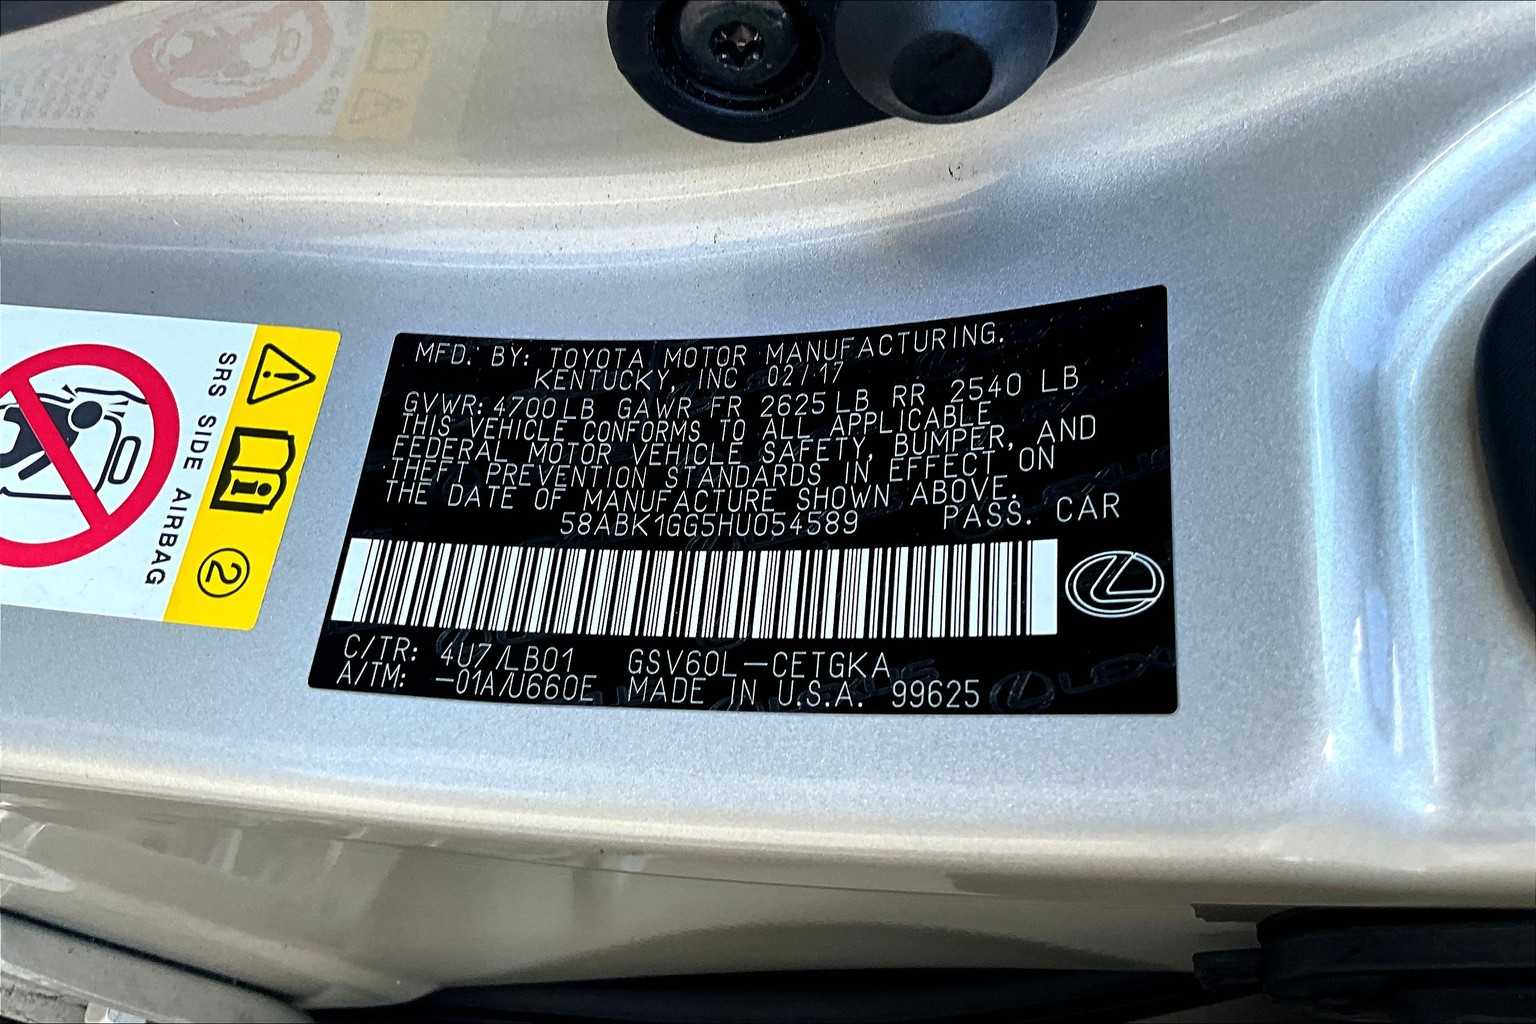 MFD. BY: TOYOTA MOTOR MANUFACTURING.
KENTUCKY, INC 02/17
GVWR: 4700LB GAWR FR 2625LB RR 2540 LB
THIS VEHICLE CONFORMS TO ALL APPLICABLE
FEDERAL MOTOR VEHICLE SAFETY, BUMPER, AND
THEFT PREVENTION STANDARDS IN EFFECT ON
THE DATE OF MANUFACTURE SHOWN ABOVE.
58ABK1GG5HU054589 PASS. CAR
C/TR: 4U7/LB01 GSV60L-CETGKA
A/TM: -01A/U660E MADE IN U.S.A. 99625
SRS SIDE AIRBAG
2
LEXUS